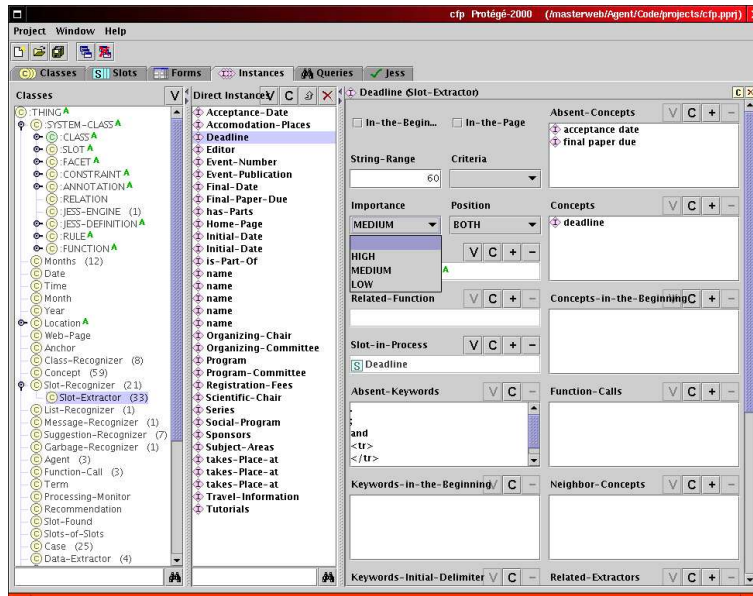 cfp Protégé-2000 (/masterweb/Agent/Code/projects/cfp.pprj)
Project Window Help
C Classes S Slots Forms I Instances Queries Jess
Classes V
C :THING A
C :SYSTEM-CLASS A
C :CLASS A
C :SLOT A
C :FACET A
C :CONSTRAINT A
C :ANNOTATION A
C :RELATION
C :JESS-ENGINE (1)
C :JESS-DEFINITION A
C :RULE A
C :FUNCTION A
C Months (12)
C Date
C Time
C Month
C Year
C Location A
C Web-Page
C Anchor
C Class-Recognizer (8)
C Concept (59)
C Slot-Recognizer (21)
C Slot-Extractor (33)
C List-Recognizer (1)
C Message-Recognizer (1)
C Suggestion-Recognizer (7)
C Garbage-Recognizer (1)
C Agent (3)
C Function-Call (3)
C Term
C Processing-Monitor
C Recommendation
C Slot-Found
C Slots-of-Slots
C Case (25)
C Data-Extractor (4)
Direct Instances V C X
I Acceptance-Date
I Accomodation-Places
I Deadline
I Editor
I Event-Number
I Event-Publication
I Final-Date
I Final-Paper-Due
I has-Parts
I Home-Page
I Initial-Date
I Initial-Date
I is-Part-Of
I name
I name
I name
I name
I name
I Organizing-Chair
I Organizing-Committee
I Program
I Program-Committee
I Registration-Fees
I Scientific-Chair
I Series
I Social-Program
I Sponsors
I Subject-Areas
I takes-Place-at
I takes-Place-at
I takes-Place-at
I Travel-Information
I Tutorials
I Deadline (Slot-Extractor) C X
In-the-Begin... In-the-Page
String-Range Criteria
60
Importance Position
MEDIUM BOTH
HIGH
MEDIUM
LOW
V C + -
A
Related-Function V C + -
Slot-in-Process V C + -
S Deadline
Absent-Keywords V C -
.
;
and
<tr>
</tr>
Keywords-in-the-Beginning V C -
Keywords-Initial-Delimiter V C -
Absent-Concepts V C + -
I acceptance date
I final paper due
Concepts V C + -
I deadline
Concepts-in-the-Beginning C + -
Function-Calls V C + -
Neighbor-Concepts V C + -
Related-Extractors V C + -